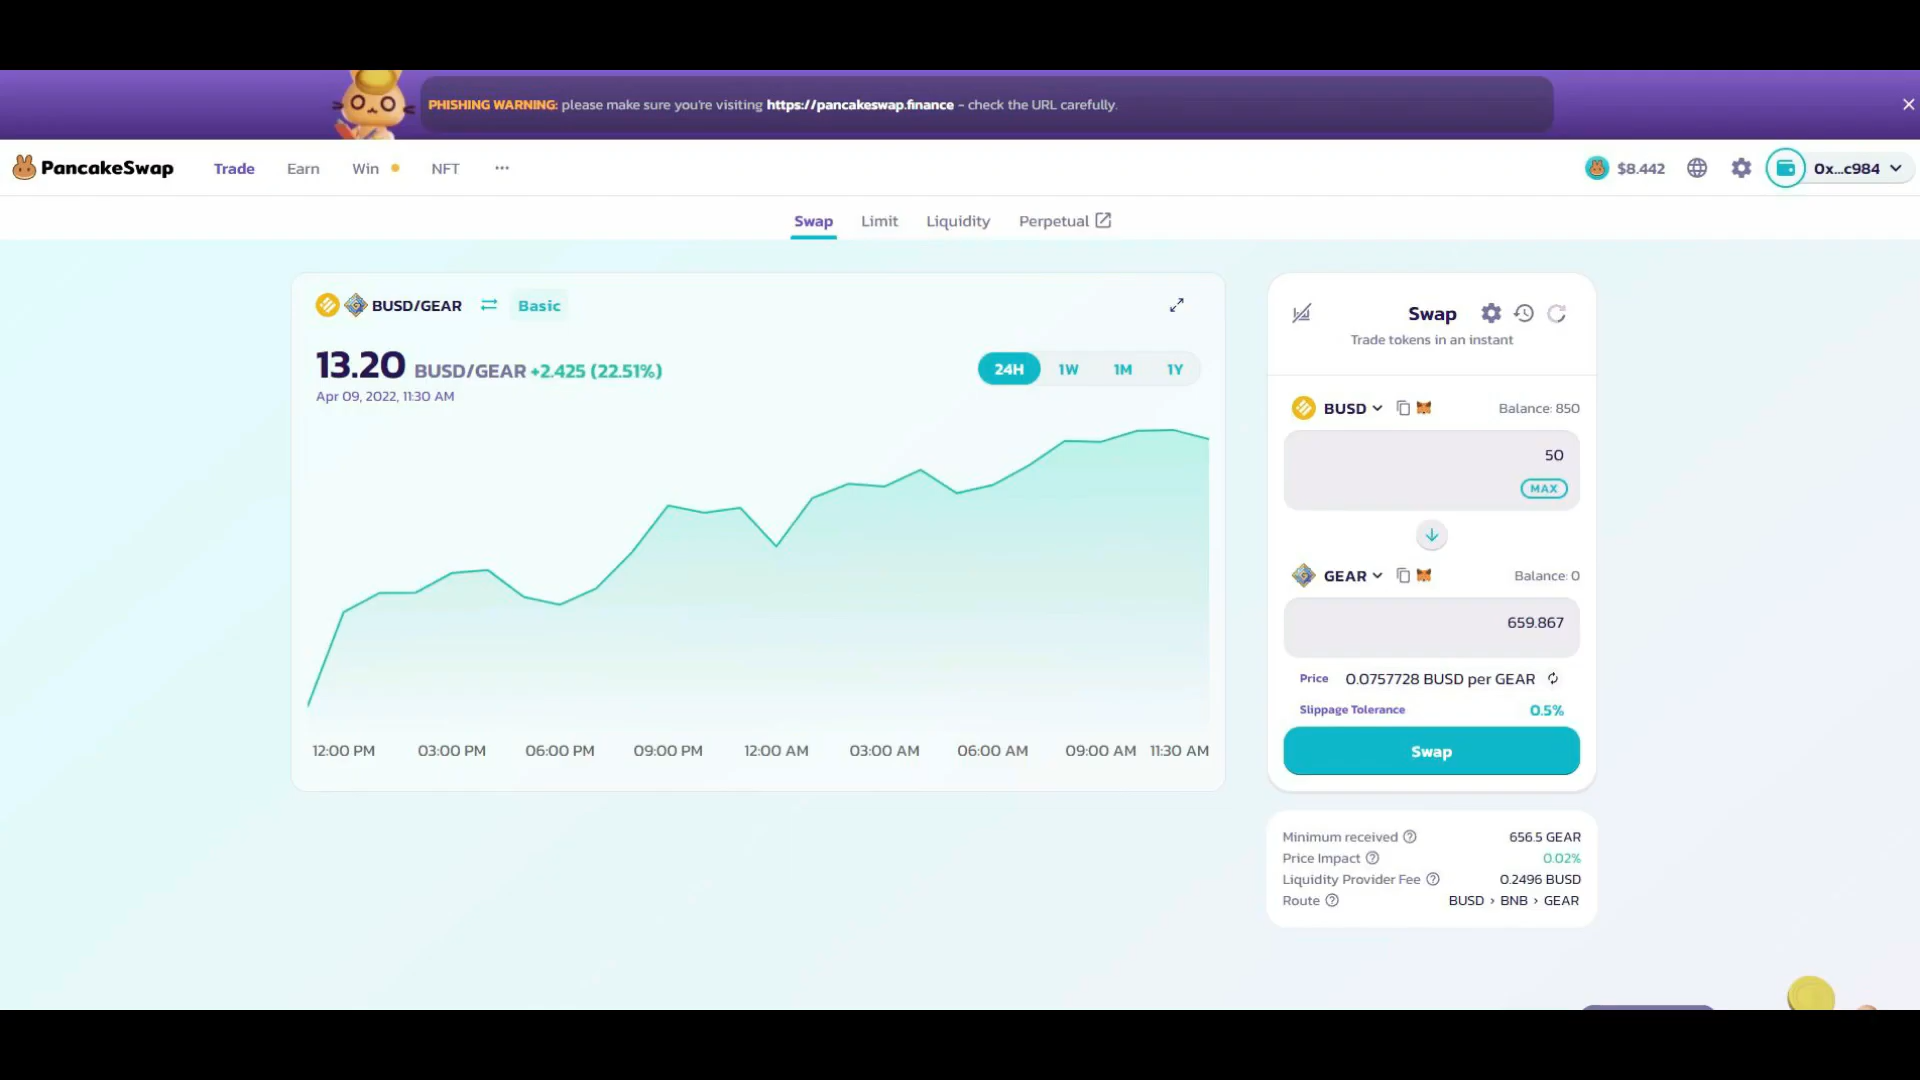 PHISHING WARNING: please make sure you're visiting https://pancakeswap.finance - check the URL carefully.
PancakeSwap Trade Earn Win NFT $8.442 0x...c984
Swap Limit Liquidity Perpetual
BUSD/GEAR Basic
13.20 BUSD/GEAR +2.425 (22.51%)
Apr 09, 2022, 11:30 AM
24H 1W 1M 1Y
12:00 PM 03:00 PM 06:00 PM 09:00 PM 12:00 AM 03:00 AM 06:00 AM 09:00 AM 11:30 AM
Swap
Trade tokens in an instant
BUSD Balance: 850
50
MAX
GEAR Balance: 0
659.867
Price 0.0757728 BUSD per GEAR
Slippage Tolerance 0.5%
Swap
Minimum received 656.5 GEAR
Price Impact 0.02%
Liquidity Provider Fee 0.2496 BUSD
Route BUSD > BNB > GEAR